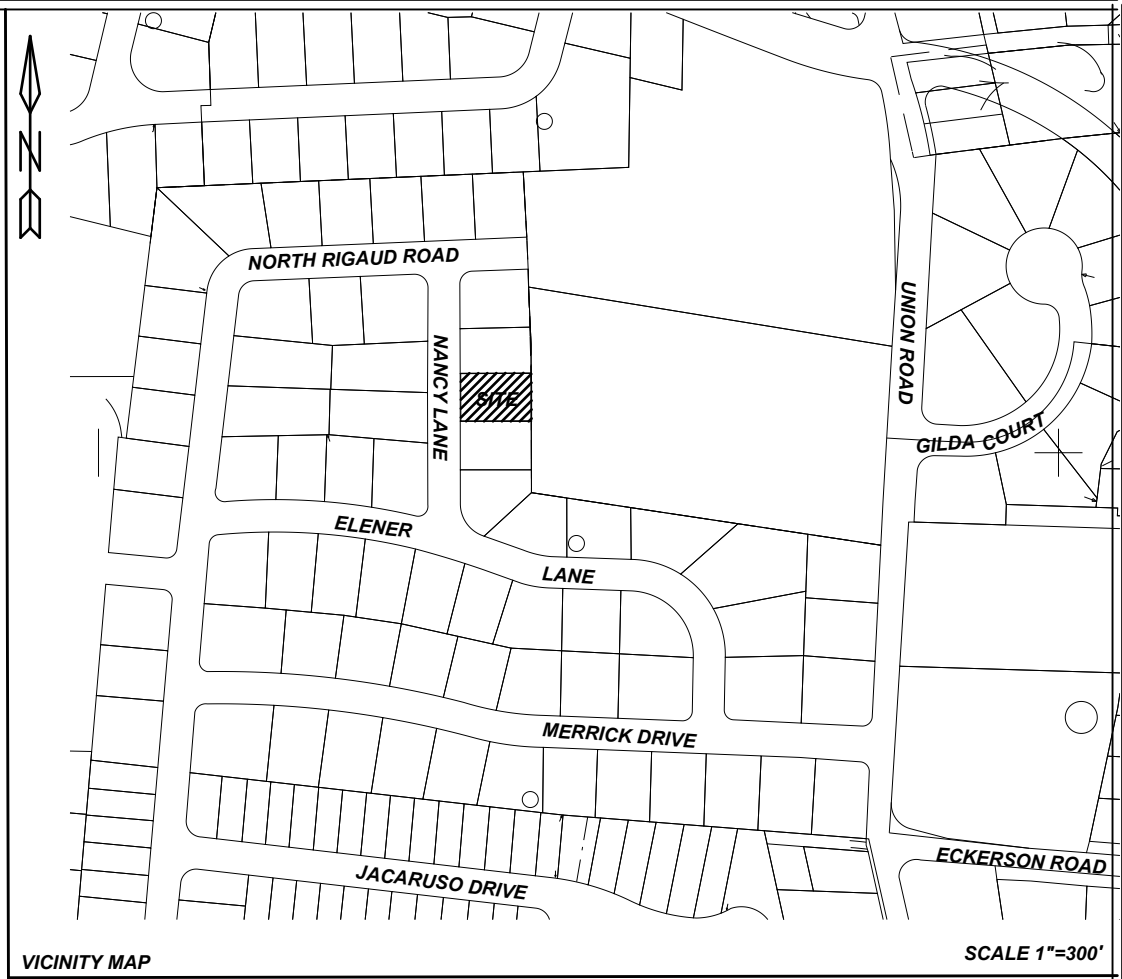 N
NORTH RIGAUD ROAD
NANCY LANE
UNION ROAD
SITE
GILDA COURT
ELENER
LANE
MERRICK DRIVE
ECKERSON ROAD
JACARUSO DRIVE
VICINITY MAP
SCALE 1"=300'